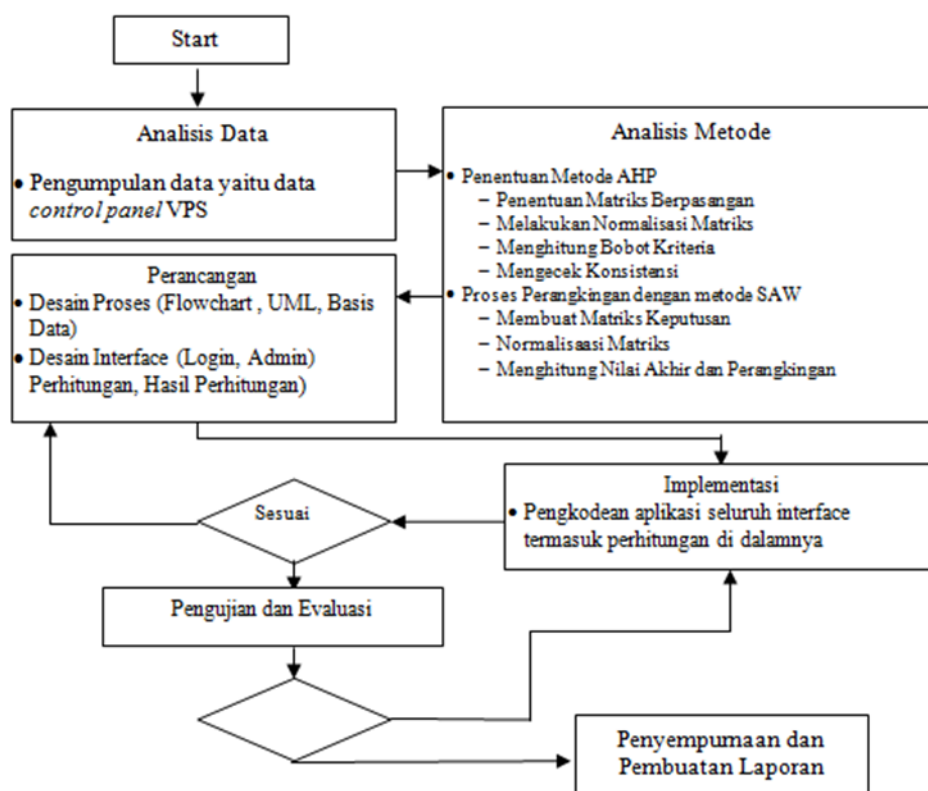 Start
Analisis Data
• Pengumpulan data yaitu data
control panel VPS
Analisis Metode
• Penentuan Metode AHP
– Penentuan Matriks Berpasangan
– Melakukan Normalisasi Matriks
– Menghitung Bobot Kriteria
– Mengecek Konsistensi
• Proses Perangkingan dengan metode SAW
– Membuat Matriks Keputusan
– Normalisaasi Matriks
– Menghitung Nilai Akhir dan Perangkingan
Perancangan
• Desain Proses (Flowchart , UML, Basis
Data)
• Desain Interface (Login, Admin)
Perhitungan, Hasil Perhitungan)
Implementasi
• Pengkodean aplikasi seluruh interface
termasuk perhitungan di dalamnya
Sesuai
Pengujian dan Evaluasi
Penyempurnaan dan
Pembuatan Laporan